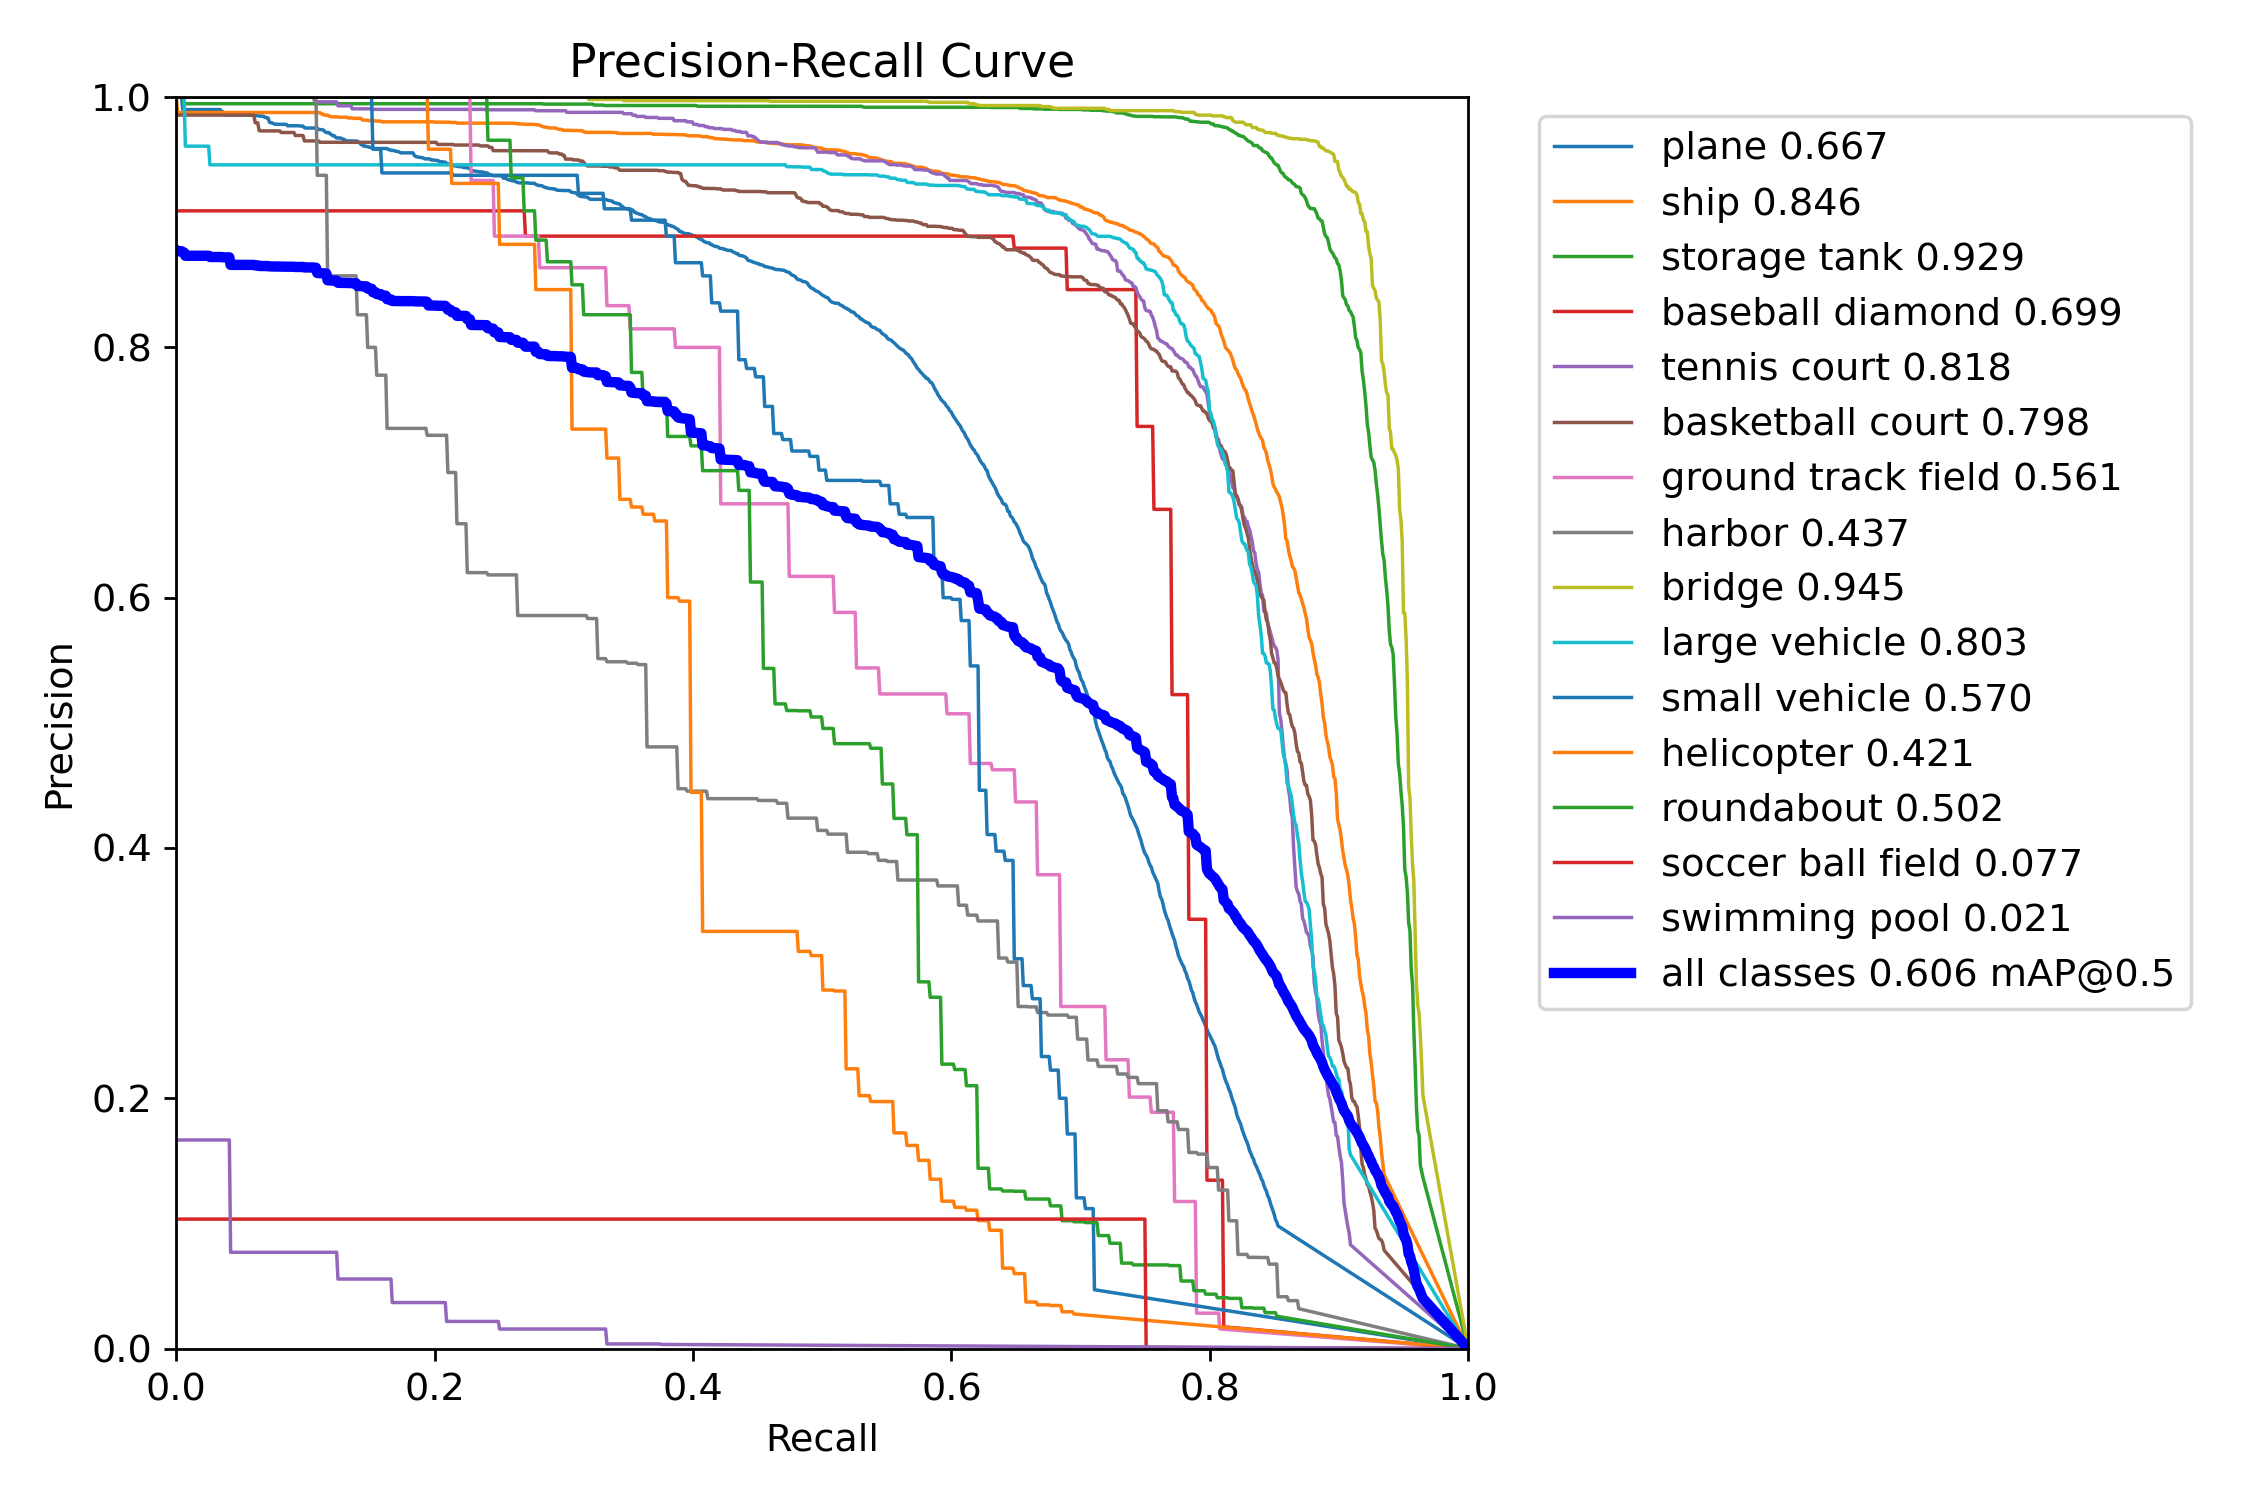 Precision-Recall Curve
1.0
0.8
0.6
0.4
0.2
0.0
Precision
0.0 0.2 0.4 0.6 0.8 1.0
Recall
plane 0.667
ship 0.846
storage tank 0.929
baseball diamond 0.699
tennis court 0.818
basketball court 0.798
ground track field 0.561
harbor 0.437
bridge 0.945
large vehicle 0.803
small vehicle 0.570
helicopter 0.421
roundabout 0.502
soccer ball field 0.077
swimming pool 0.021
all classes 0.606 mAP@0.5